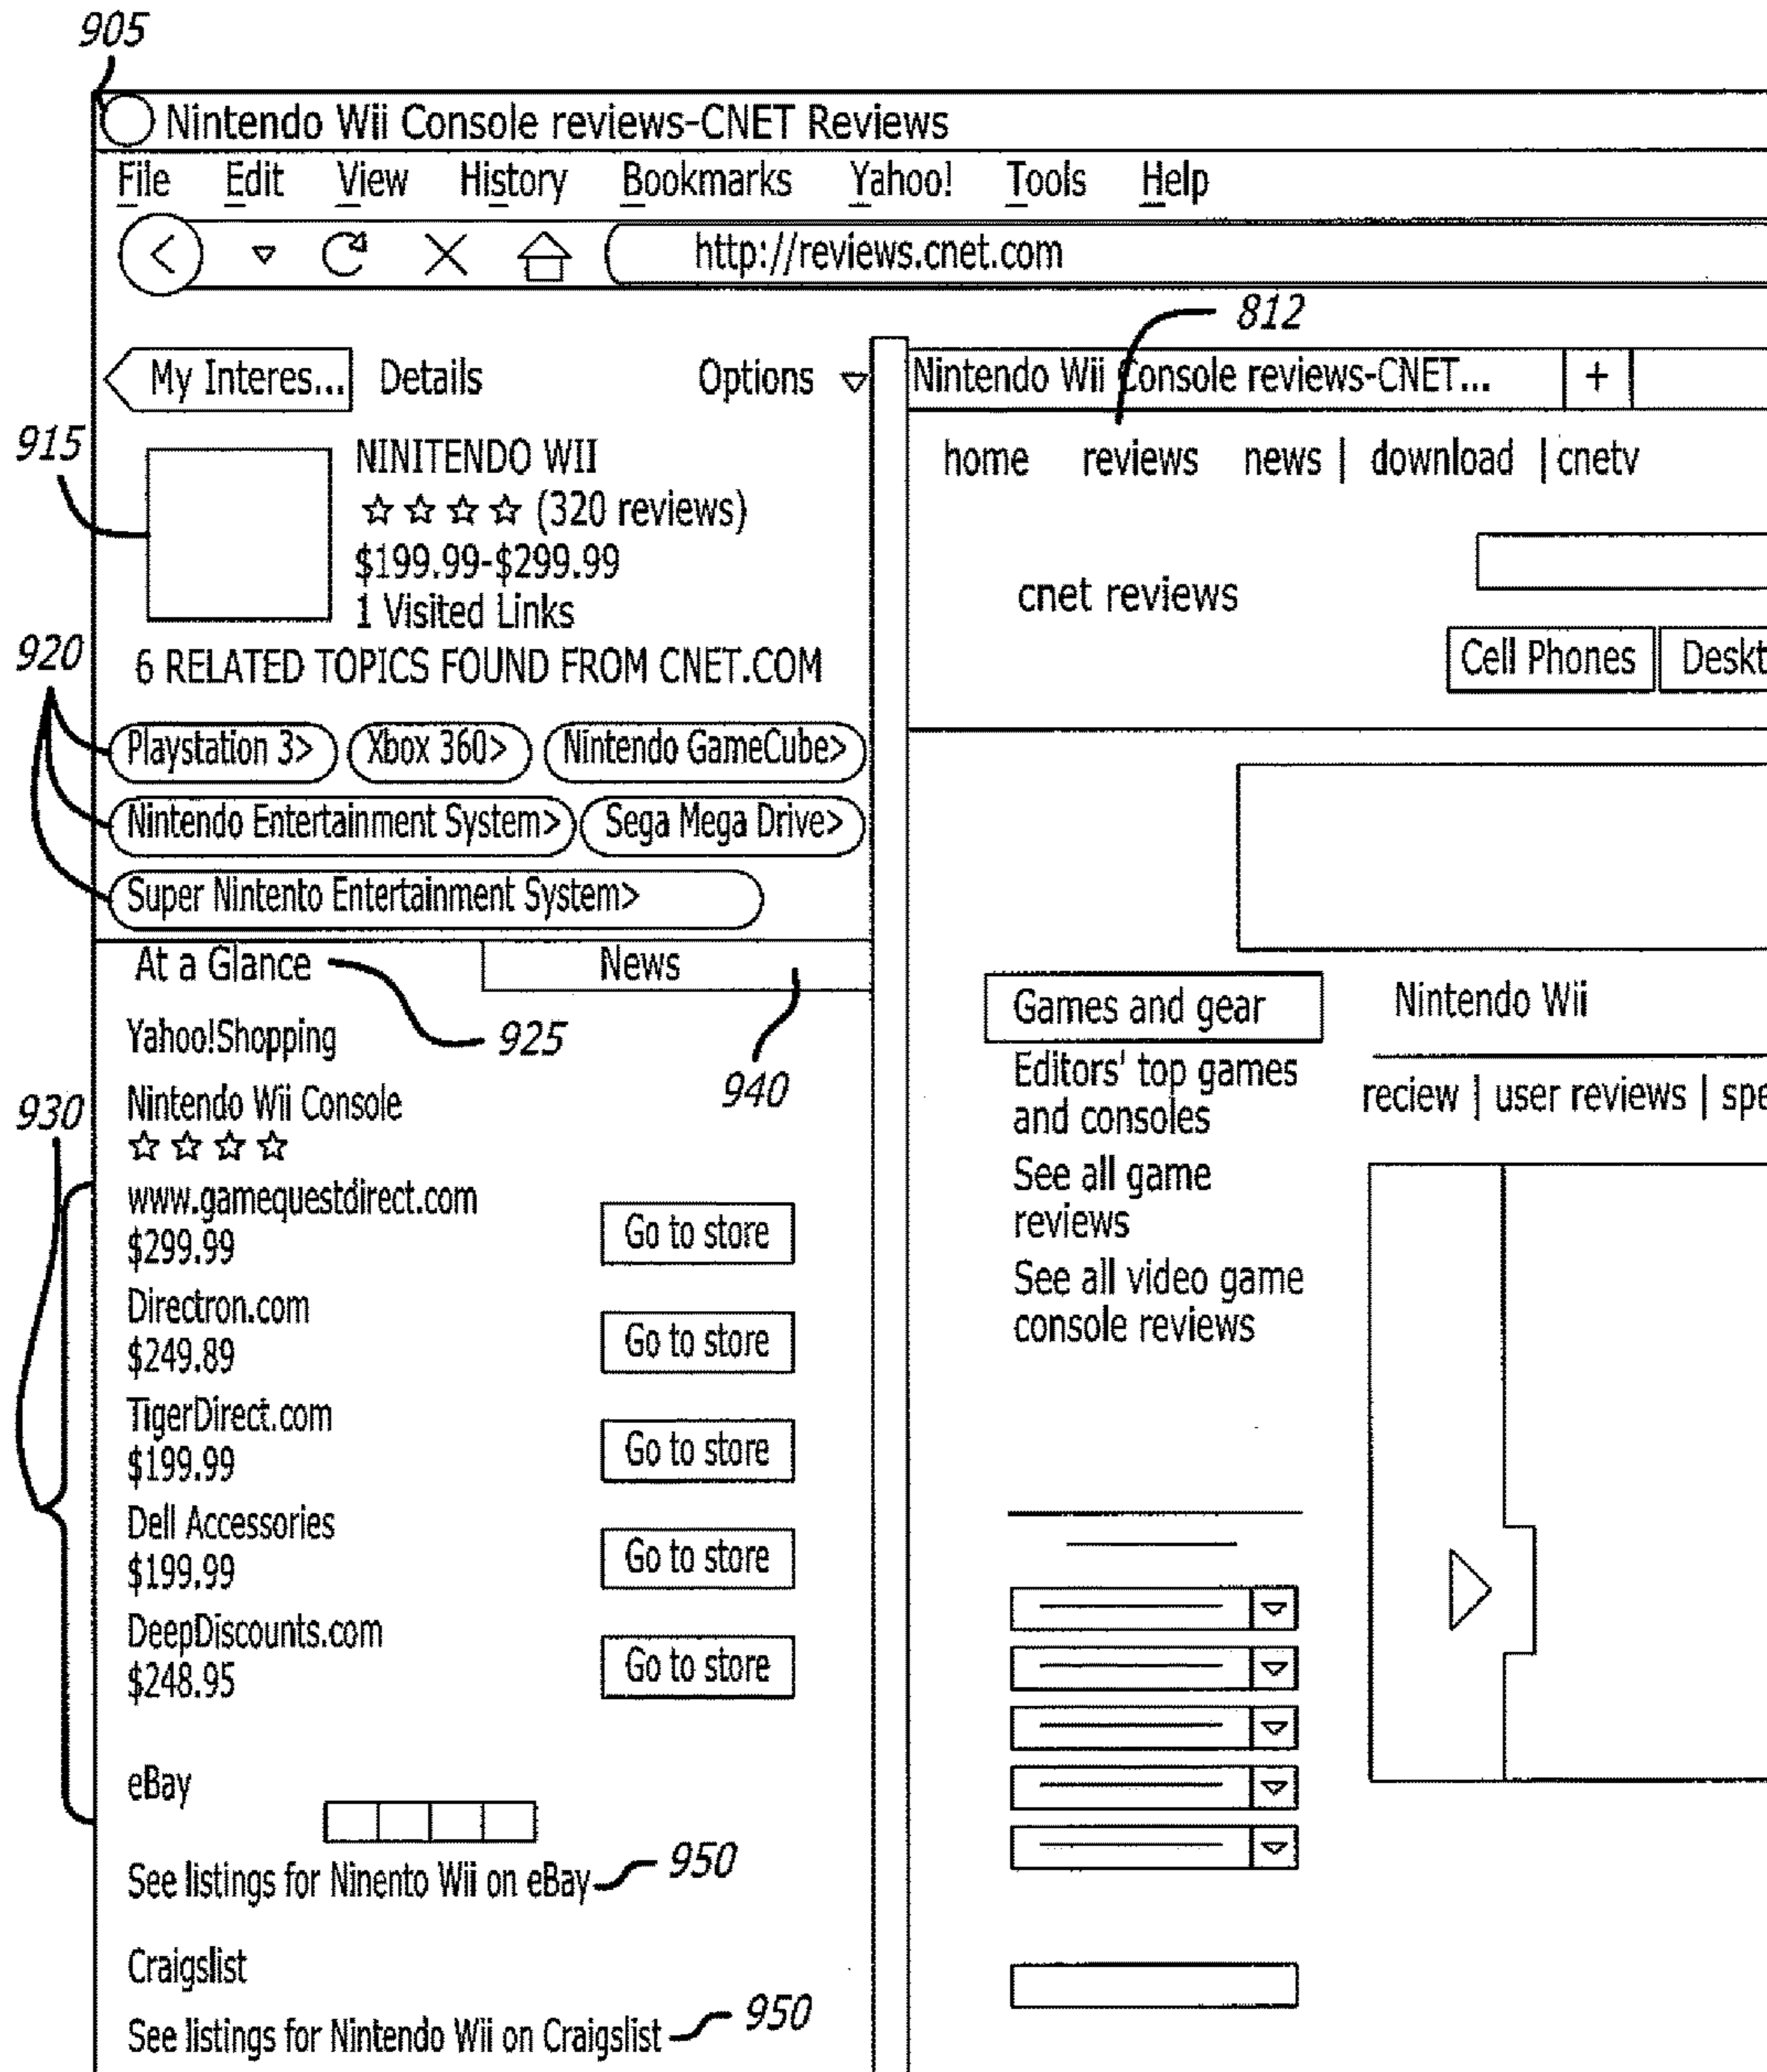 905
Nintendo Wii Console reviews-CNET Reviews
File Edit View History Bookmarks Yahoo! Tools Help
http://reviews.cnet.com
812
My Interes... Details Options
915
NINITENDO WII
☆☆☆☆ (320 reviews)
$199.99-$299.99
1 Visited Links
920
6 RELATED TOPICS FOUND FROM CNET.COM
Playstation 3> Xbox 360> Nintendo GameCube>
Nintendo Entertainment System> Sega Mega Drive>
Super Nintento Entertainment System>
At a Glance News
925
940
Yahoo!Shopping
930
Nintendo Wii Console
☆☆☆☆
www.gamequestdirect.com
$299.99
Go to store
Directron.com
$249.89
Go to store
TigerDirect.com
$199.99
Go to store
Dell Accessories
$199.99
Go to store
DeepDiscounts.com
$248.95
Go to store
eBay
See listings for Ninento Wii on eBay 950
Craigslist
See listings for Nintendo Wii on Craigslist 950
Nintendo Wii Console reviews-CNET... +
home reviews news | download | cnetv
cnet reviews
Cell Phones Deskt
Games and gear
Editors' top games
and consoles
See all game
reviews
See all video game
console reviews
Nintendo Wii
reciew | user reviews | spe